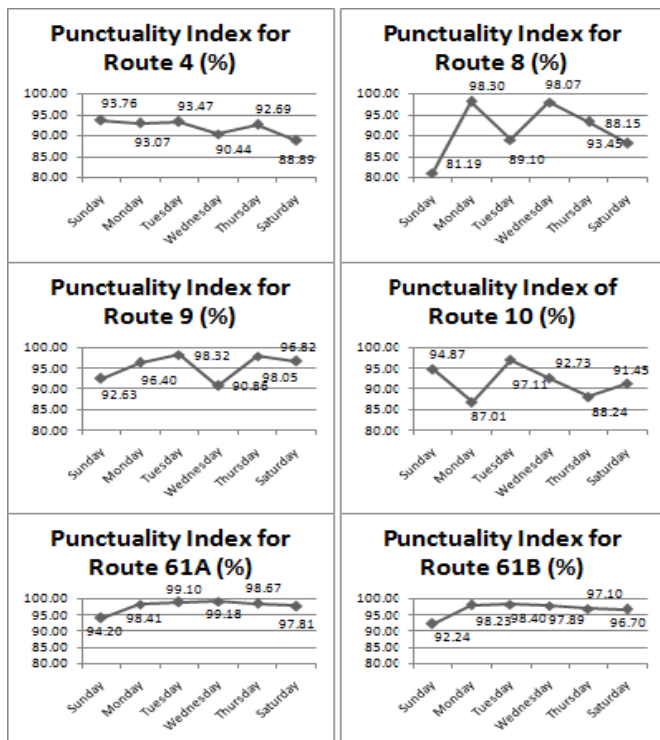 Punctuality Index for
Route 4 (%)
100.00
95.00
90.00
85.00
80.00
93.76
93.07
93.47
90.44
92.69
88.89
Sunday
Monday
Tuesday
Wednesday
Thursday
Saturday
Punctuality Index for
Route 8 (%)
100.00
95.00
90.00
85.00
80.00
81.19
98.30
89.10
98.07
93.45
88.15
Sunday
Monday
Tuesday
Wednesday
Thursday
Saturday
Punctuality Index for
Route 9 (%)
100.00
95.00
90.00
85.00
80.00
92.63
96.40
98.32
90.86
98.05
96.82
Sunday
Monday
Tuesday
Wednesday
Thursday
Saturday
Punctuality Index of
Route 10 (%)
100.00
95.00
90.00
85.00
80.00
94.87
87.01
97.11
92.73
88.24
91.45
Sunday
Monday
Tuesday
Wednesday
Thursday
Saturday
Punctuality Index for
Route 61A (%)
100.00
95.00
90.00
85.00
80.00
94.20
98.41
99.10
99.18
98.67
97.81
Sunday
Monday
Tuesday
Wednesday
Thursday
Saturday
Punctuality Index for
Route 61B (%)
100.00
95.00
90.00
85.00
80.00
92.24
98.23
98.40
97.89
97.10
96.70
Sunday
Monday
Tuesday
Wednesday
Thursday
Saturday